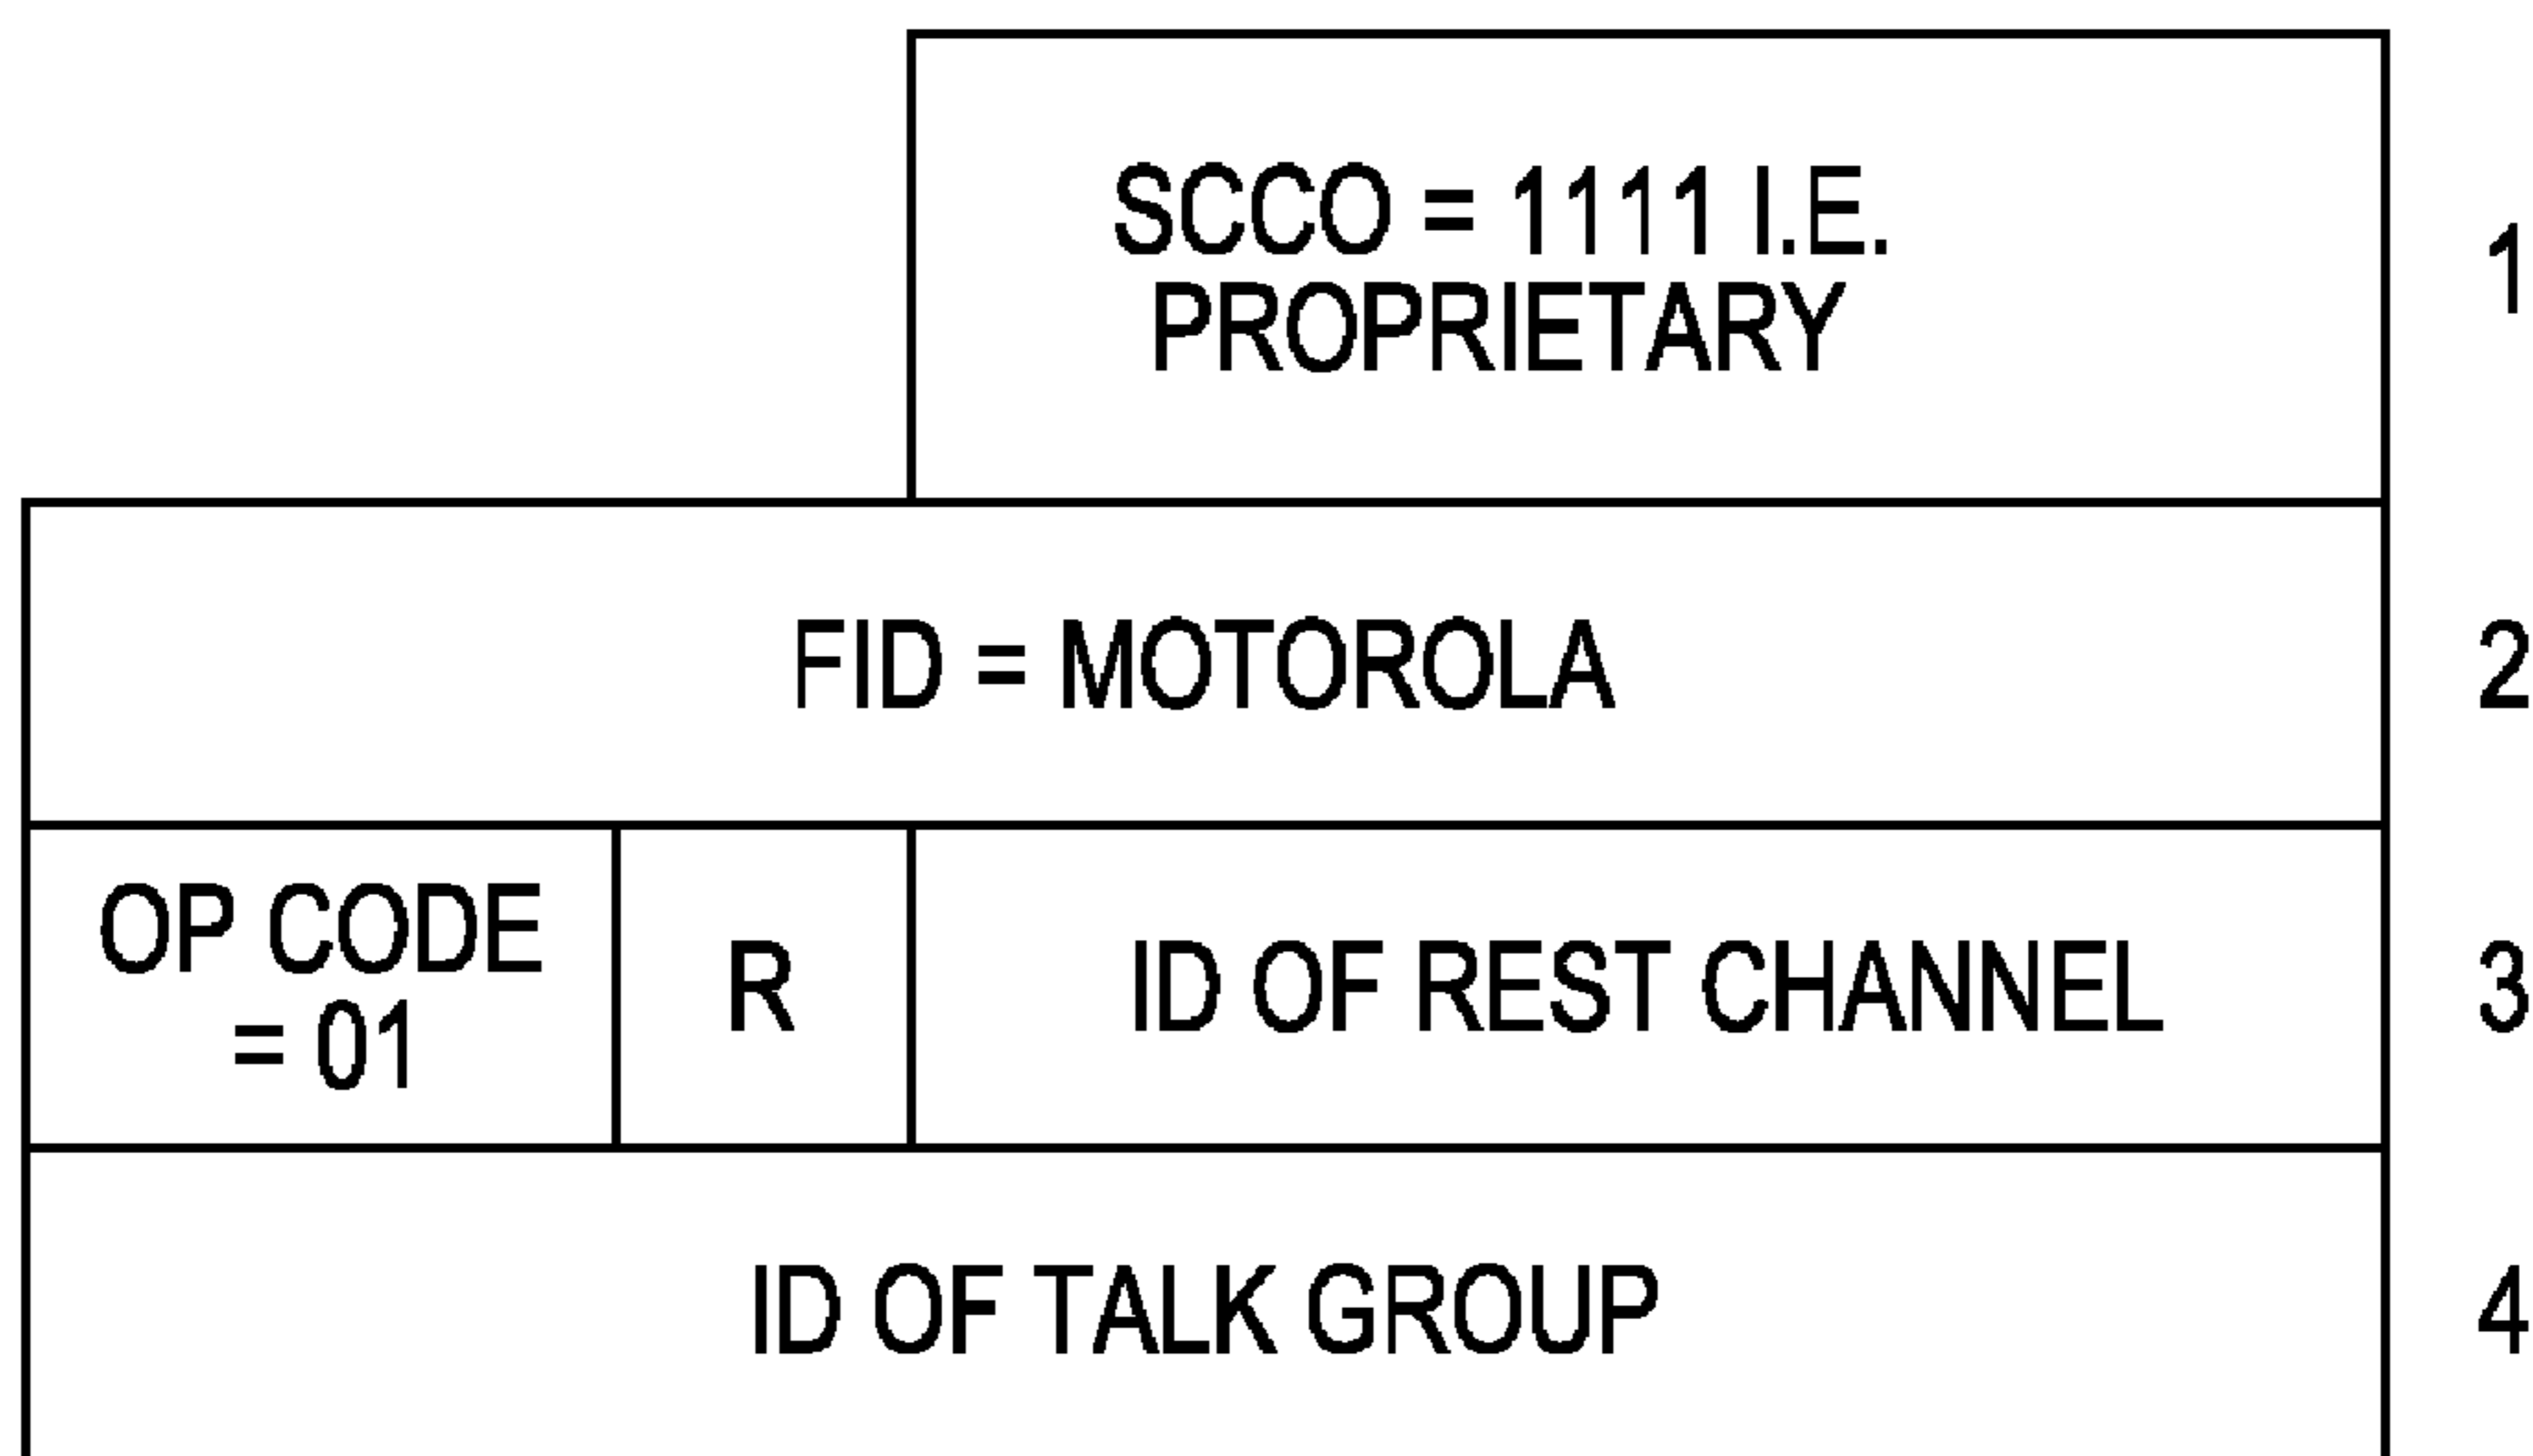 SCCO = 1111 I.E.
PROPRIETARY
1
FID = MOTOROLA
2
OP CODE
= 01
R
ID OF REST CHANNEL
3
ID OF TALK GROUP
4